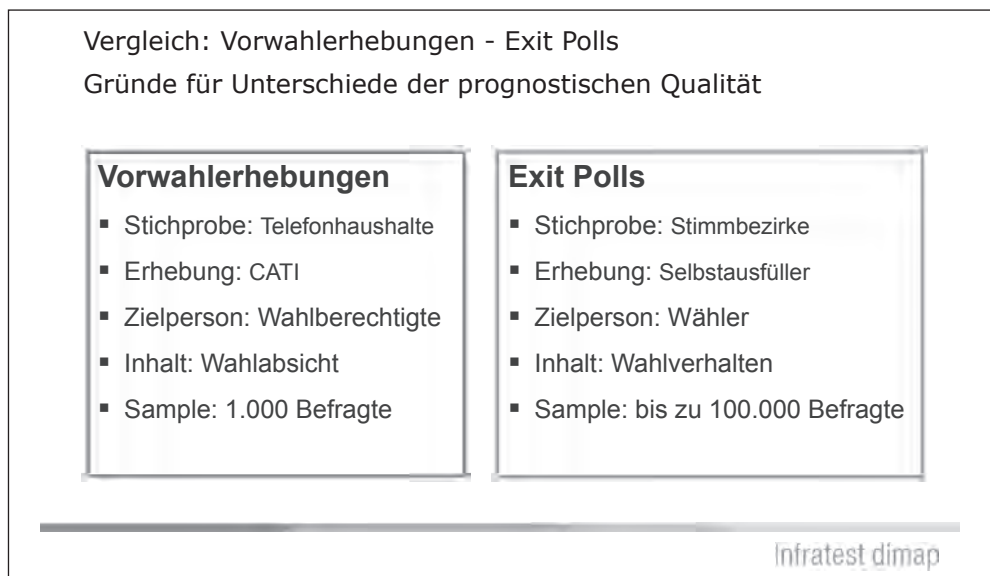 Vergleich: Vorwahlerhebungen - Exit Polls
Gründe für Unterschiede der prognostischen Qualität
Vorwahlerhebungen
▪ Stichprobe: Telefonhaushalte
▪ Erhebung: CATI
▪ Zielperson: Wahlberechtigte
▪ Inhalt: Wahlabsicht
▪ Sample: 1.000 Befragte
Exit Polls
▪ Stichprobe: Stimmbezirke
▪ Erhebung: Selbstausfüller
▪ Zielperson: Wähler
▪ Inhalt: Wahlverhalten
▪ Sample: bis zu 100.000 Befragte
Infratest dimap